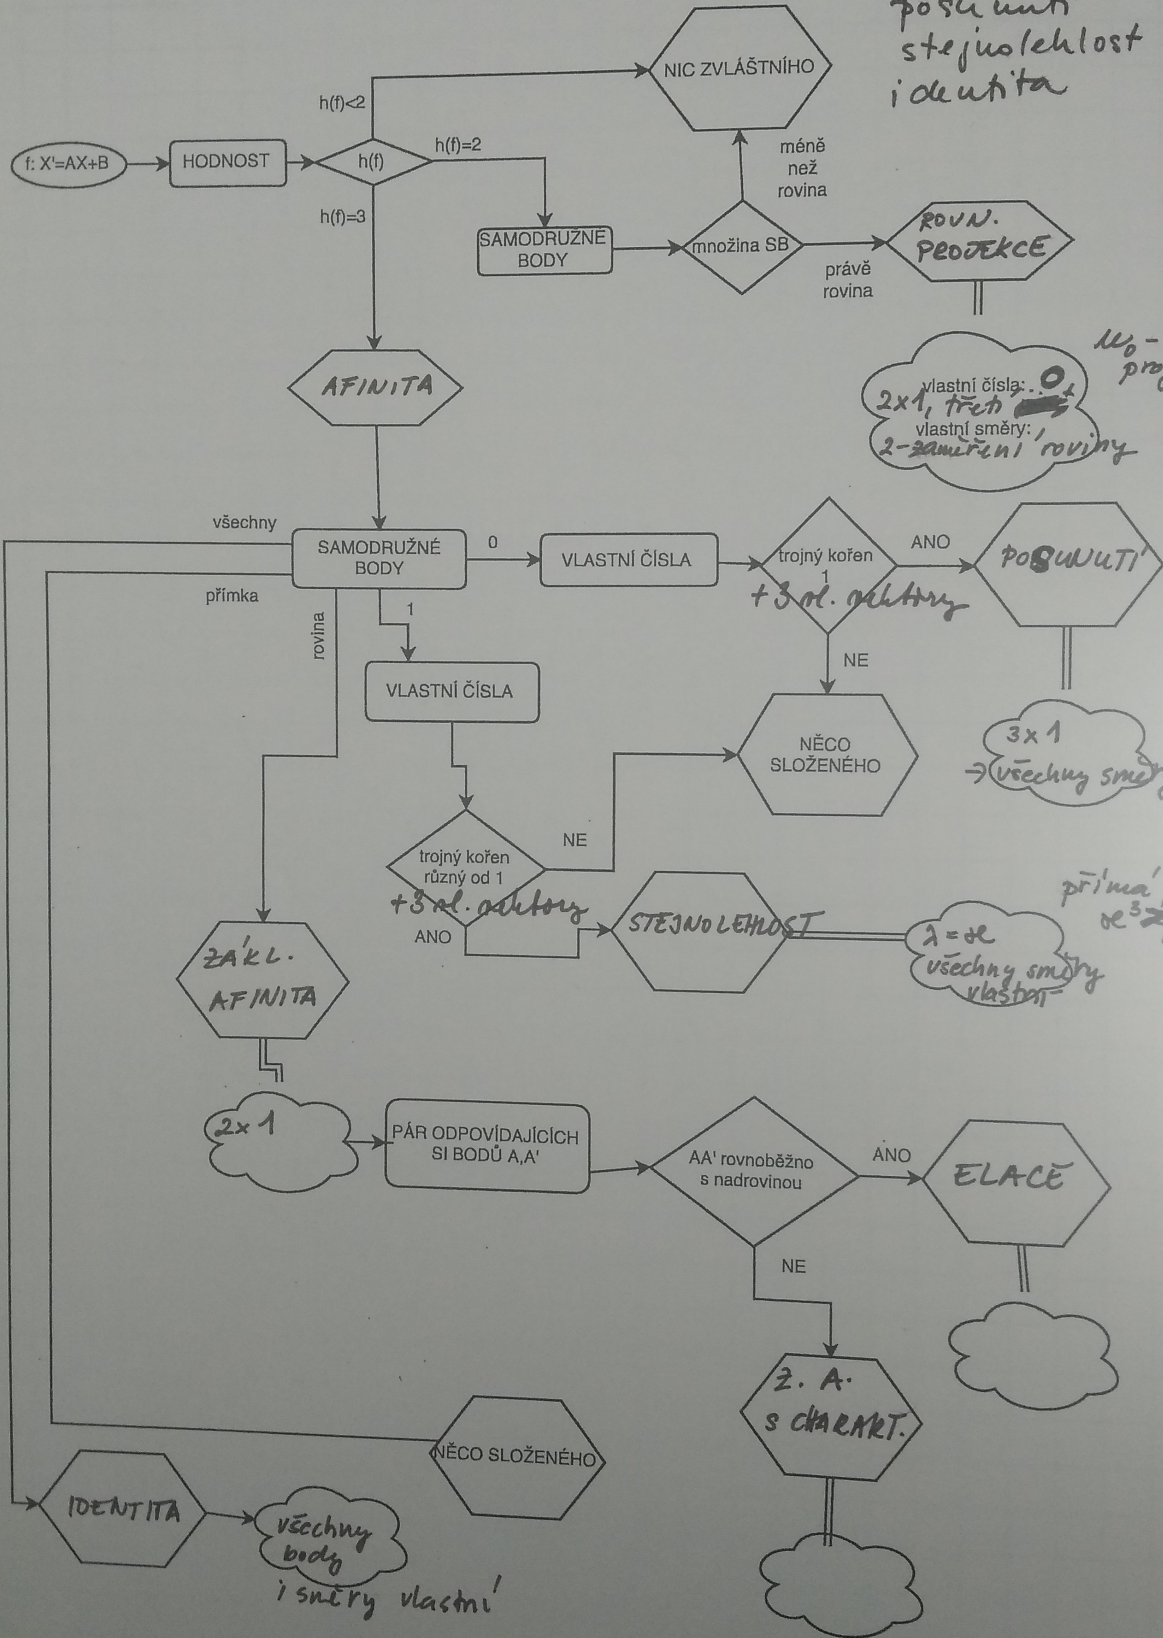 posunutí
stejnolehlost
identita
NIC ZVLÁŠTNÍHO
h(f)<2
f: X'=AX+B
HODNOST
h(f)
h(f)=2
h(f)=3
méně
než
rovina
SAMODRUŽNÉ
BODY
množina SB
právě
rovina
ROVN.
PROJEKCE
AFINITA
vlastní čísla:
2x1, třetí 0
vlastní směry:
2-zaměření roviny
všechny
přímka
rovina
SAMODRUŽNÉ
BODY
0
1
VLASTNÍ ČÍSLA
trojný kořen
1
+3 vl. vektory
ANO
POSUNUTÍ
NE
VLASTNÍ ČÍSLA
3x1
→ všechny směry
NĚCO
SLOŽENÉHO
trojný kořen
různý od 1
+3 vl. vektory
NE
ANO
STEJNOLEHLOST
přímá
λ = æ
všechny směry
vlastní
ZÁKL.
AFINITA
2x1
PÁR ODPOVÍDAJÍCÍCH
SI BODŮ A,A'
AA' rovnoběžno
s nadrovinou
ANO
ELACE
NE
Z. A.
S CHARAKT.
NĚCO SLOŽENÉHO
IDENTITA
všechny
body
i směry vlastní